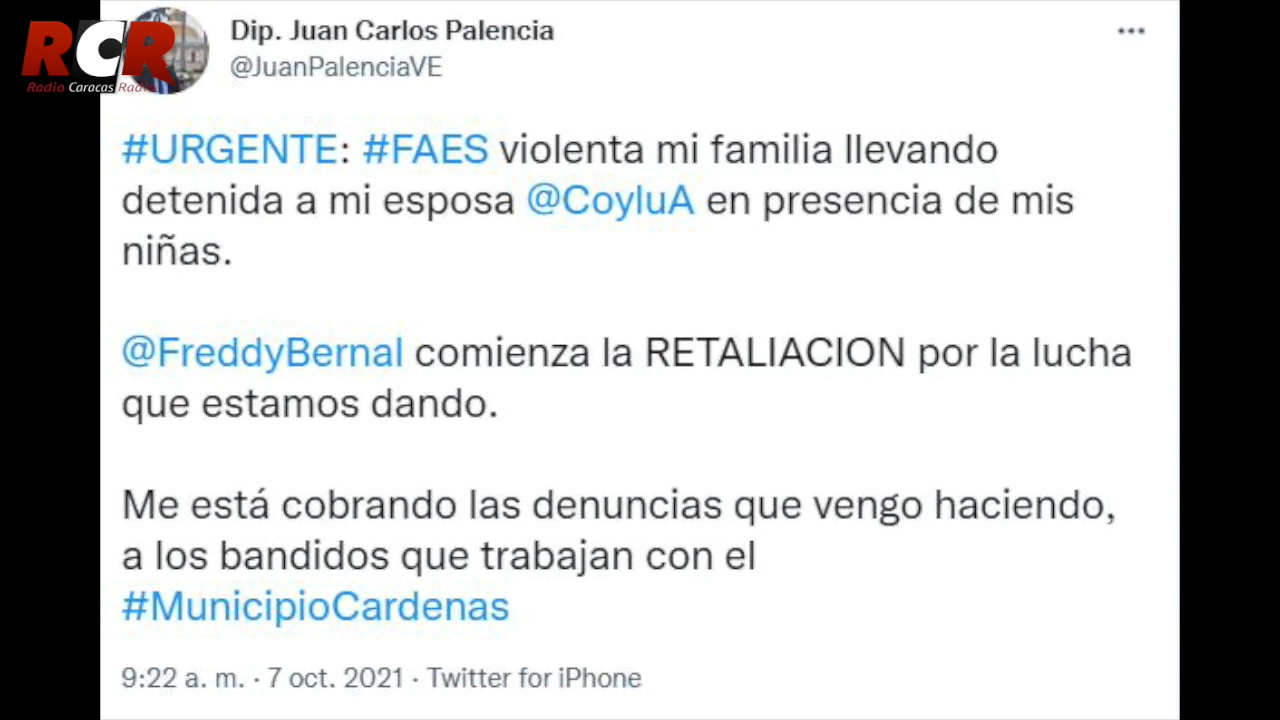 RCR
Radio Caracas Radio
Dip. Juan Carlos Palencia
@JuanPalenciaVE
#URGENTE: #FAES violenta mi familia llevando
detenida a mi esposa @CoyluA en presencia de mis
niñas.
@FreddyBernal comienza la RETALIACION por la lucha
que estamos dando.
Me está cobrando las denuncias que vengo haciendo,
a los bandidos que trabajan con el
#MunicipioCardenas
9:22 a. m. · 7 oct. 2021 · Twitter for iPhone